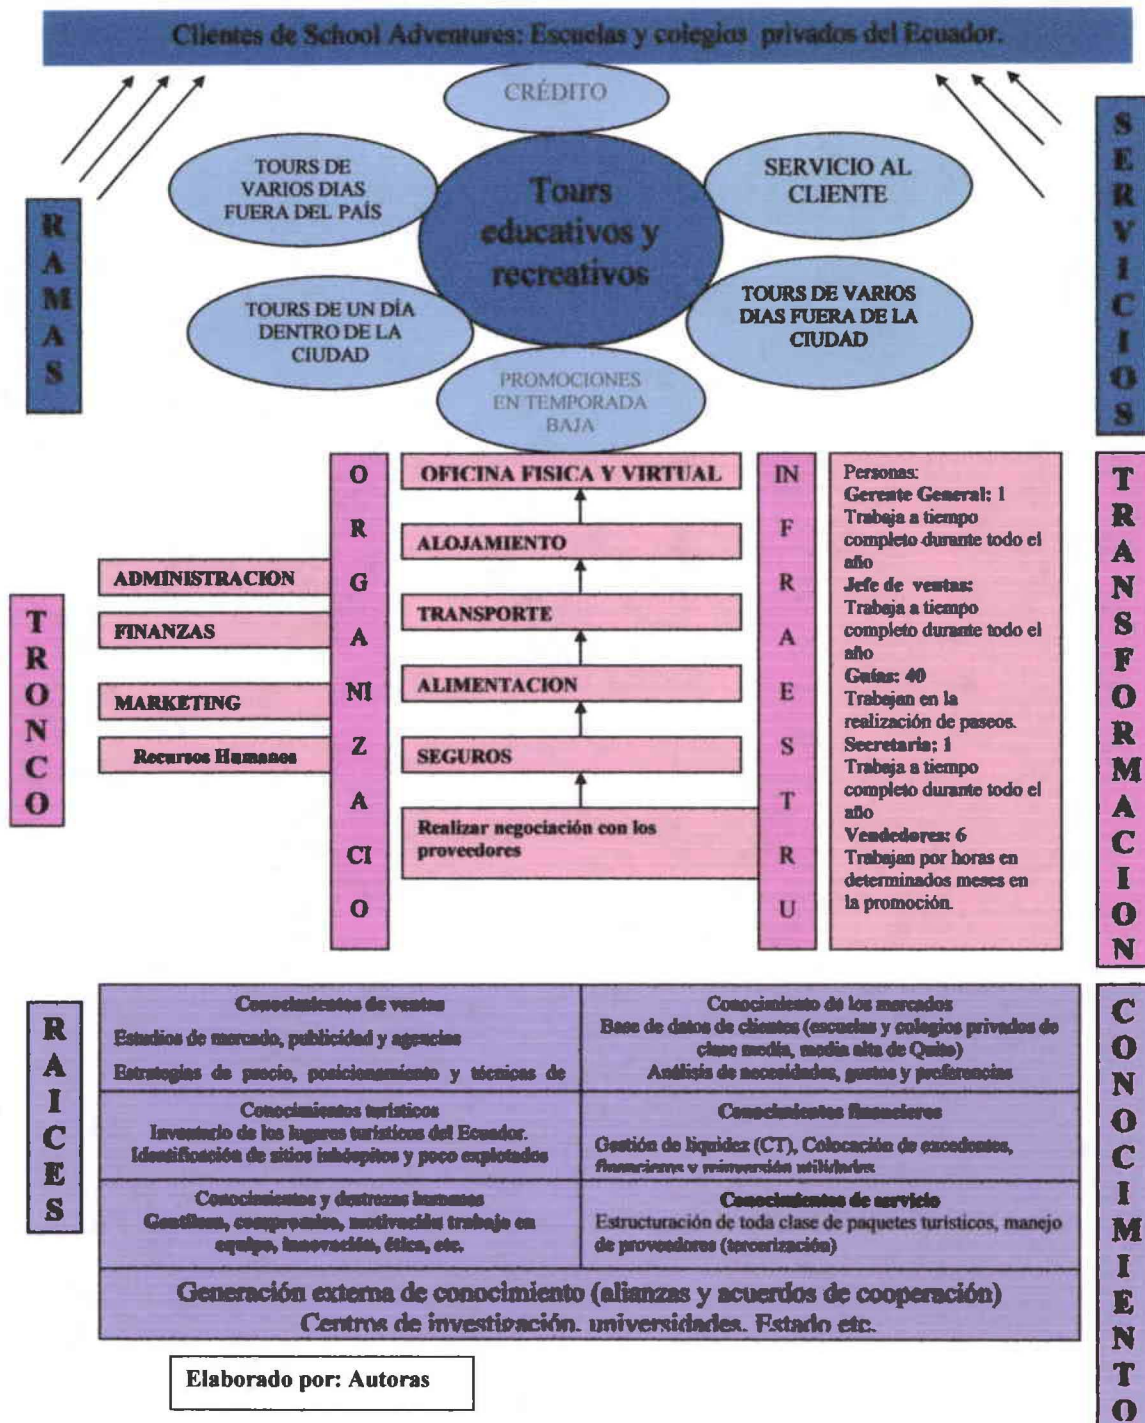 Clientes de School Adventures: Escuelas y colegios privados del Ecuador.
CRÉDITO
TOURS DE
VARIOS DIAS
FUERA DEL PAÍS
Tours
educativos y
recreativos
SERVICIO AL
CLIENTE
TOURS DE UN DÍA
DENTRO DE LA
CIUDAD
TOURS DE VARIOS
DIAS FUERA DE LA
CIUDAD
PROMOCIONES
EN TEMPORADA
BAJA
R
A
M
A
S
S
E
R
V
I
C
I
O
S
T
R
O
N
C
O
ADMINISTRACION
FINANZAS
MARKETING
Recursos Humanos
O
R
G
A
NI
Z
A
CI
O
OFICINA FISICA Y VIRTUAL
ALOJAMIENTO
TRANSPORTE
ALIMENTACION
SEGUROS
Realizar negociación con los
proveedores
IN
F
R
A
E
S
T
R
U
Personas:
Gerente General: 1
Trabaja a tiempo
completo durante todo el
año
Jefe de ventas:
Trabaja a tiempo
completo durante todo el
año
Guías: 40
Trabajan en la
realización de paseos.
Secretaria: 1
Trabaja a tiempo
completo durante todo el
año
Vendedores: 6
Trabajan por horas en
determinados meses en
la promoción.
T
R
A
N
S
F
O
R
M
A
C
I
O
N
R
A
I
C
E
S
Conocimientos de ventas
Estudios de mercado, publicidad y agencias
Estrategias de precio, posicionamiento y técnicas de
Conocimiento de los mercados
Base de datos de clientes (escuelas y colegios privados de
clase media, media alta de Quito)
Análisis de necesidades, gustos y preferencias
Conocimientos turísticos
Inventario de los lugares turísticos del Ecuador.
Identificación de sitios inhóspitos y poco explotados
Conocimientos financieros
Gestión de liquidez (CT), Colocación de excedentes,
financieros y reinversión utilidades
Conocimientos y destrezas humanas
Gentileza, compromiso, motivación trabajo en
equipo, innovación, ética, etc.
Conocimientos de servicio
Estructuración de toda clase de paquetes turísticos, manejo
de proveedores (tercerización)
Generación externa de conocimiento (alianzas y acuerdos de cooperación)
Centros de investigación. universidades. Estado etc.
C
O
N
O
C
I
M
I
E
N
T
O
Elaborado por: Autoras